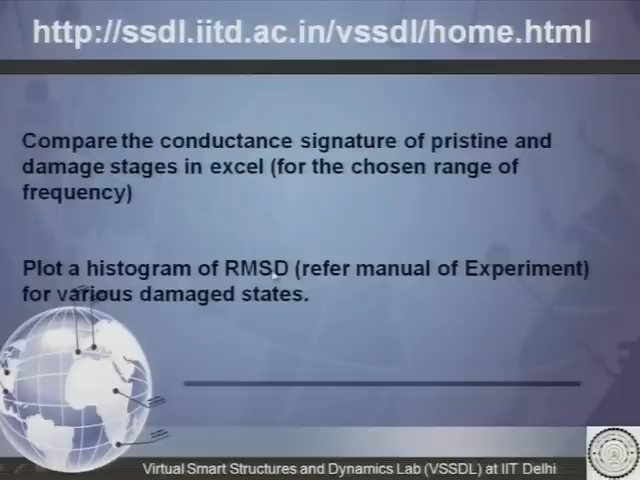 http://ssdl.iitd.ac.in/vssdl/home.html
Compare the conductance signature of pristine and
damage stages in excel (for the chosen range of
frequency)
Plot a histogram of RMSD (refer manual of Experiment)
for various damaged states.
Virtual Smart Structures and Dynamics Lab (VSSDL) at IIT Delhi